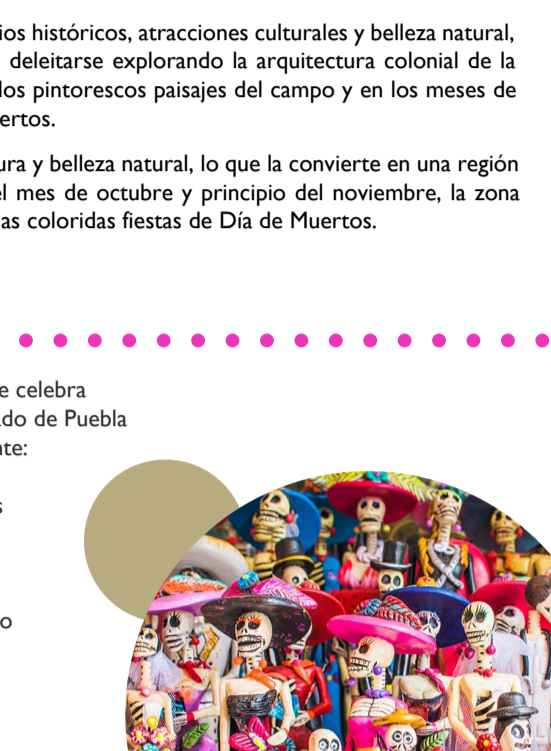 ios históricos, atracciones culturales y belleza natural,
deleitarse explorando la arquitectura colonial de la
los pintorescos paisajes del campo y en los meses de
ertos.
ura y belleza natural, lo que la convierte en una región
el mes de octubre y principio del noviembre, la zona
as coloridas fiestas de Día de Muertos.
e celebra
do de Puebla
te:
s
o